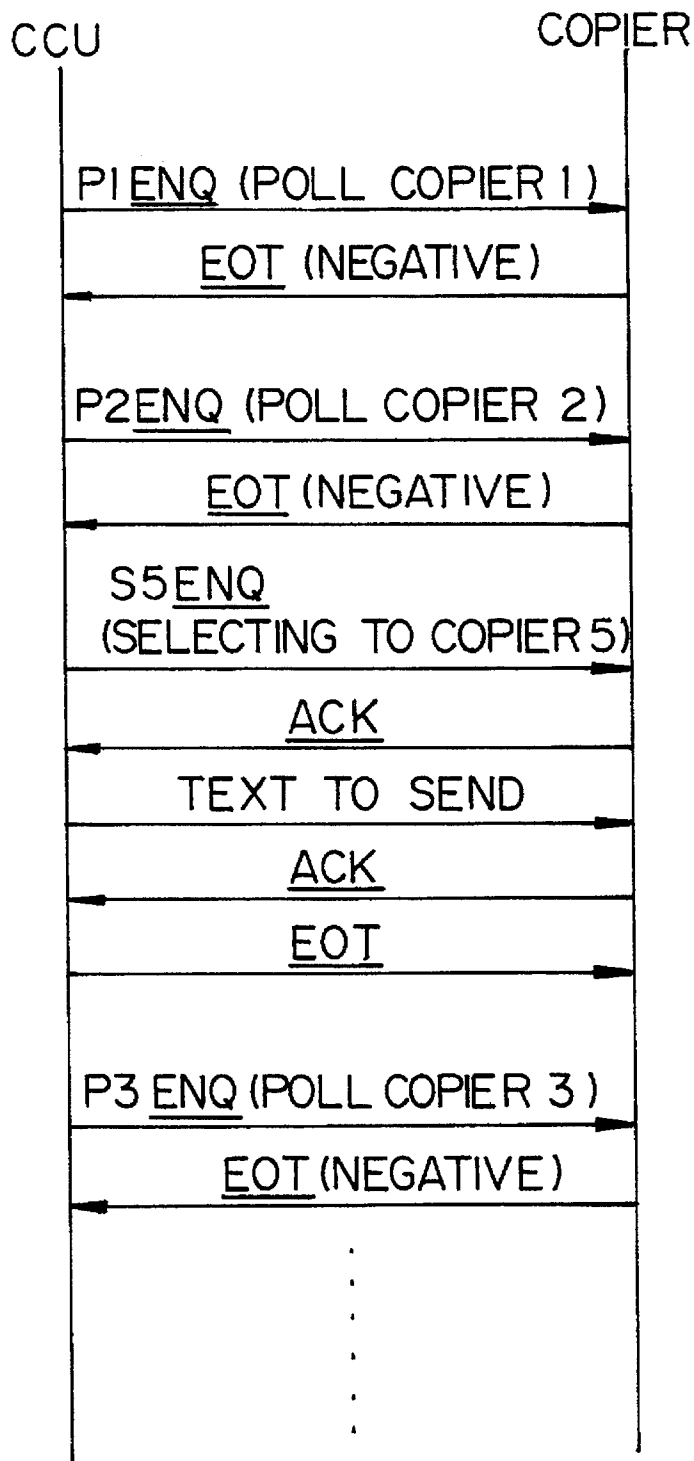 CCU
COPIER
P1ENQ (POLL COPIER 1)
EOT (NEGATIVE)
P2ENQ (POLL COPIER 2)
EOT (NEGATIVE)
S5ENQ
(SELECTING TO COPIER 5)
ACK
TEXT TO SEND
ACK
EOT
P3 ENQ (POLL COPIER 3)
EOT (NEGATIVE)